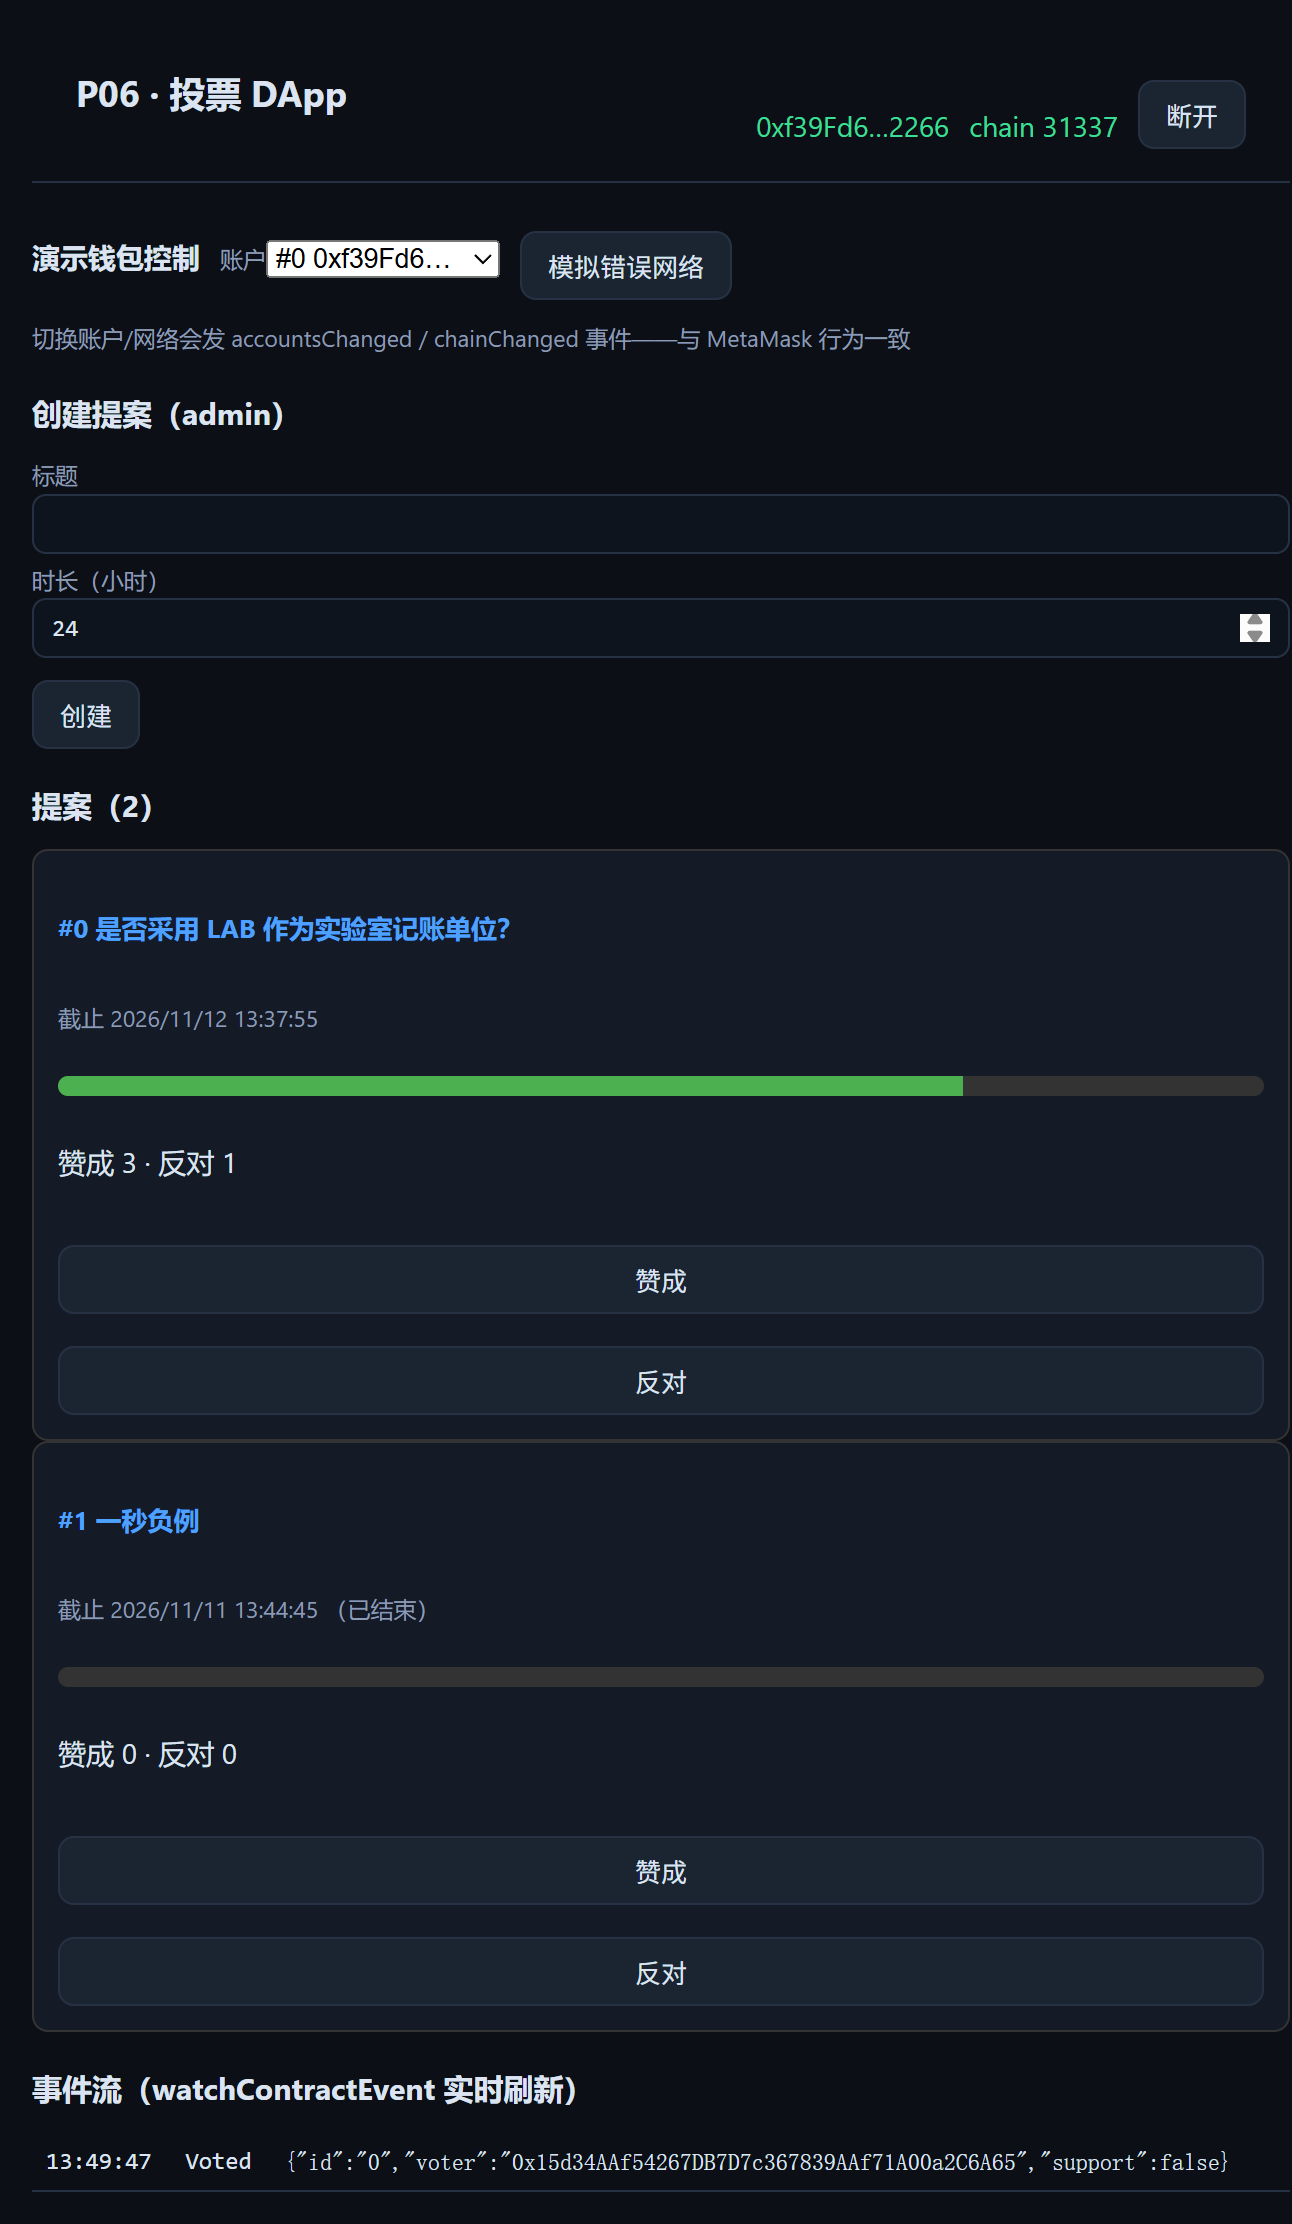 P06 · 投票 DApp
0xf39Fd6…2266 chain 31337 断开
演示钱包控制 账户 #0 0xf39Fd6… 模拟错误网络
切换账户/网络会发 accountsChanged / chainChanged 事件——与 MetaMask 行为一致
创建提案（admin）
标题
时长（小时）
24
创建
提案（2）
#0 是否采用 LAB 作为实验室记账单位?
截止 2026/11/12 13:37:55
赞成 3 · 反对 1
赞成
反对
#1 一秒负例
截止 2026/11/11 13:44:45 （已结束）
赞成 0 · 反对 0
赞成
反对
事件流（watchContractEvent 实时刷新）
13:49:47 Voted {"id":"0","voter":"0x15d34AAf54267DB7D7c367839AAf71A00a2C6A65","support":false}